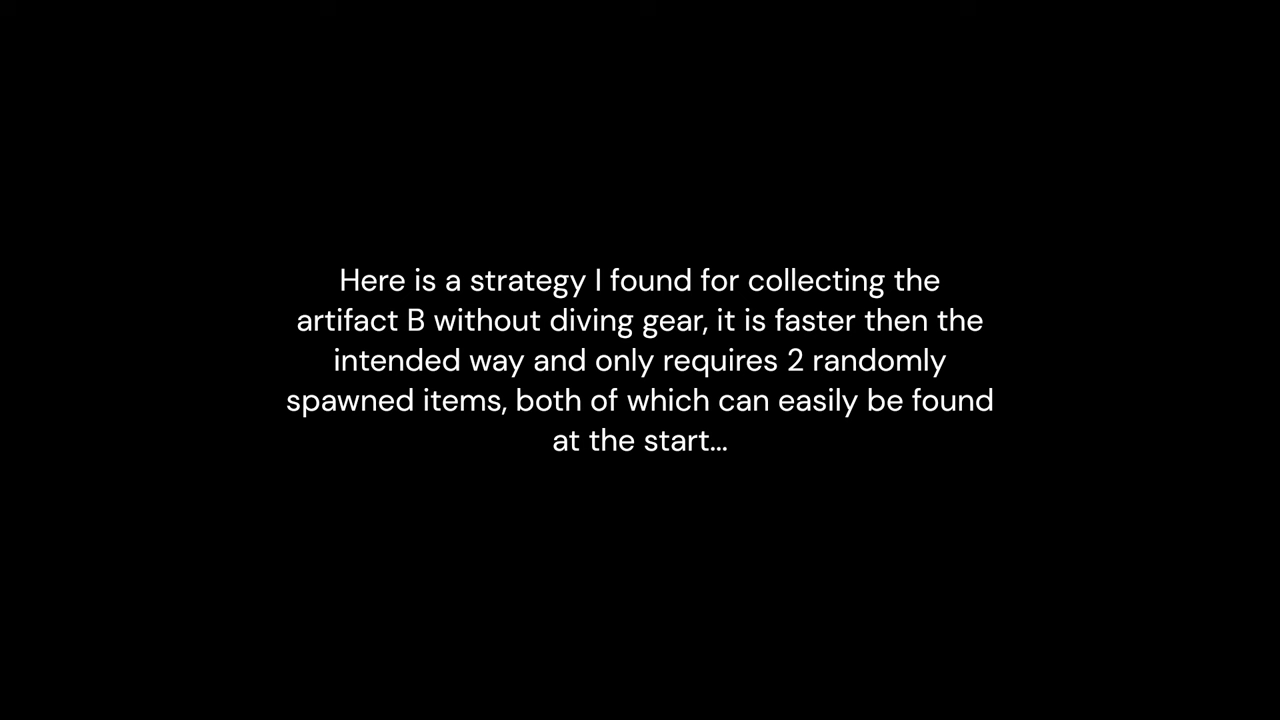 Here is a strategy I found for collecting the
artifact B without diving gear, it is faster then the
intended way and only requires 2 randomly
spawned items, both of which can easily be found
at the start...